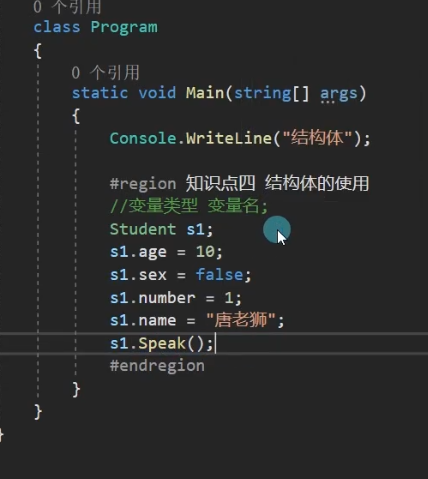 0 个引用
class Program
{
0 个引用
static void Main(string[] args)
{
Console.WriteLine("结构体");
#region 知识点四 结构体的使用
//变量类型 变量名;
Student s1;
s1.age = 10;
s1.sex = false;
s1.number = 1;
s1.name = "唐老狮";
s1.Speak();
#endregion
}
}
}